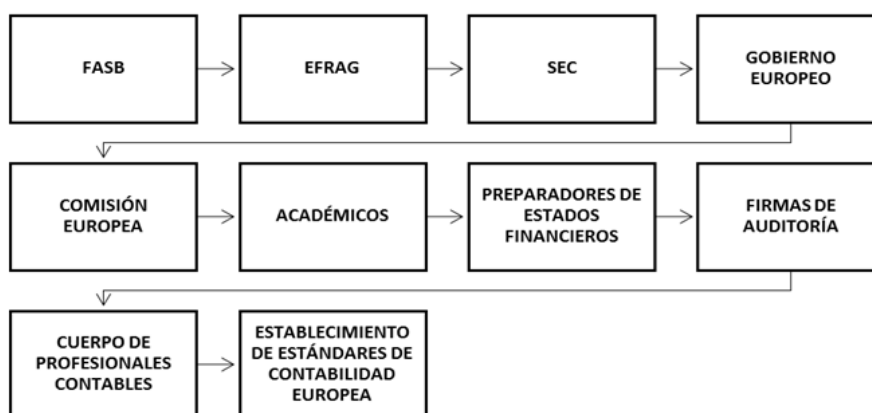 FASB
EFRAG
SEC
GOBIERNO
EUROPEO
COMISIÓN
EUROPEA
ACADÉMICOS
PREPARADORES DE
ESTADOS
FINANCIEROS
FIRMAS DE
AUDITORÍA
CUERPO DE
PROFESIONALES
CONTABLES
ESTABLECIMIENTO
DE ESTÁNDARES DE
CONTABILIDAD
EUROPEA